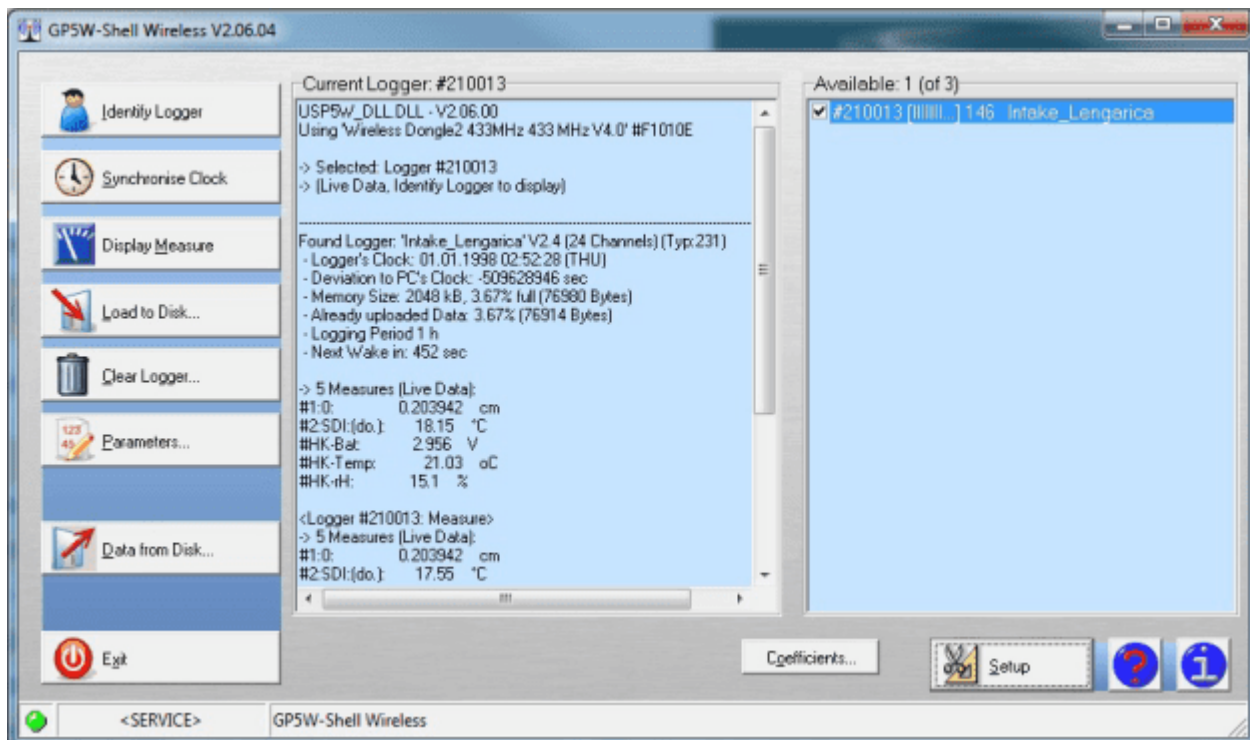 GP5W-Shell Wireless V2.06.04
Identify Logger
Synchronise Clock
Display Measure
Load to Disk...
Clear Logger...
Parameters...
Data from Disk...
Exit
Current Logger: #210013
USP5W_DLL.DLL - V2.06.00
Using 'Wireless Dongle2 433MHz 433 MHz V4.0' #F1010E
-> Selected: Logger #210013
-> (Live Data, Identify Logger to display)
Found Logger: 'Intake_Lengarica' V2.4 (24 Channels) (Typ:231)
- Logger's Clock: 01.01.1998 02:52:28 (THU)
- Deviation to PC's Clock: -509628946 sec
- Memory Size: 2048 kB, 3.67% full (76980 Bytes)
- Already uploaded Data: 3.67% (76914 Bytes)
- Logging Period 1 h
- Next Wake in: 452 sec
-> 5 Measures (Live Data):
#1:0: 0.203942 cm
#2:SDI:(do.): 18.15 °C
#HK-Bat: 2.956 V
#HK-Temp: 21.03 oC
#HK-rH: 15.1 %
<Logger #210013: Measure>
-> 5 Measures (Live Data):
#1:0: 0.203942 cm
#2:SDI:(do.): 17.55 °C
Available: 1 (of 3)
#210013 [||||||||...] 146 Intake_Lengarica
Coefficients...
Setup
<SERVICE>
GP5W-Shell Wireless